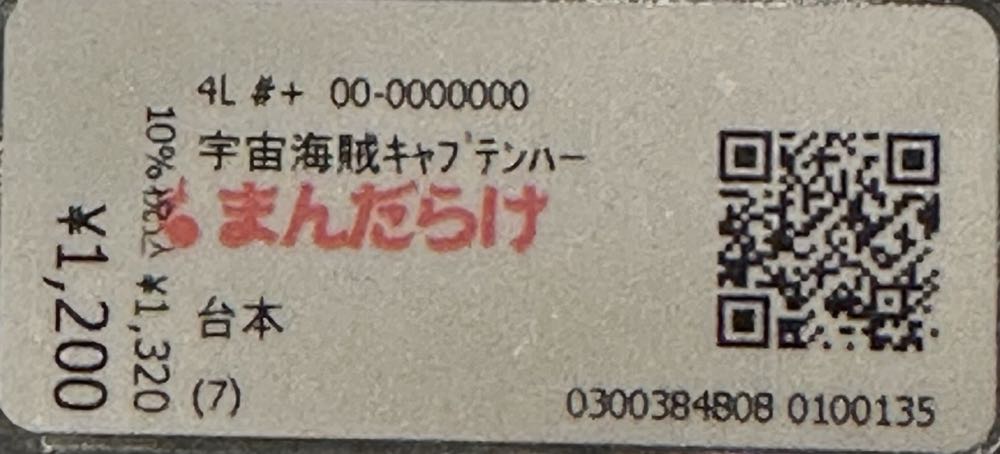 4L #+ 00-0000000
宇宙海賊キャプテンハー
まんだらけ
台本
(7)
0300384808 0100135
10%税込 ¥1,320
¥1,200